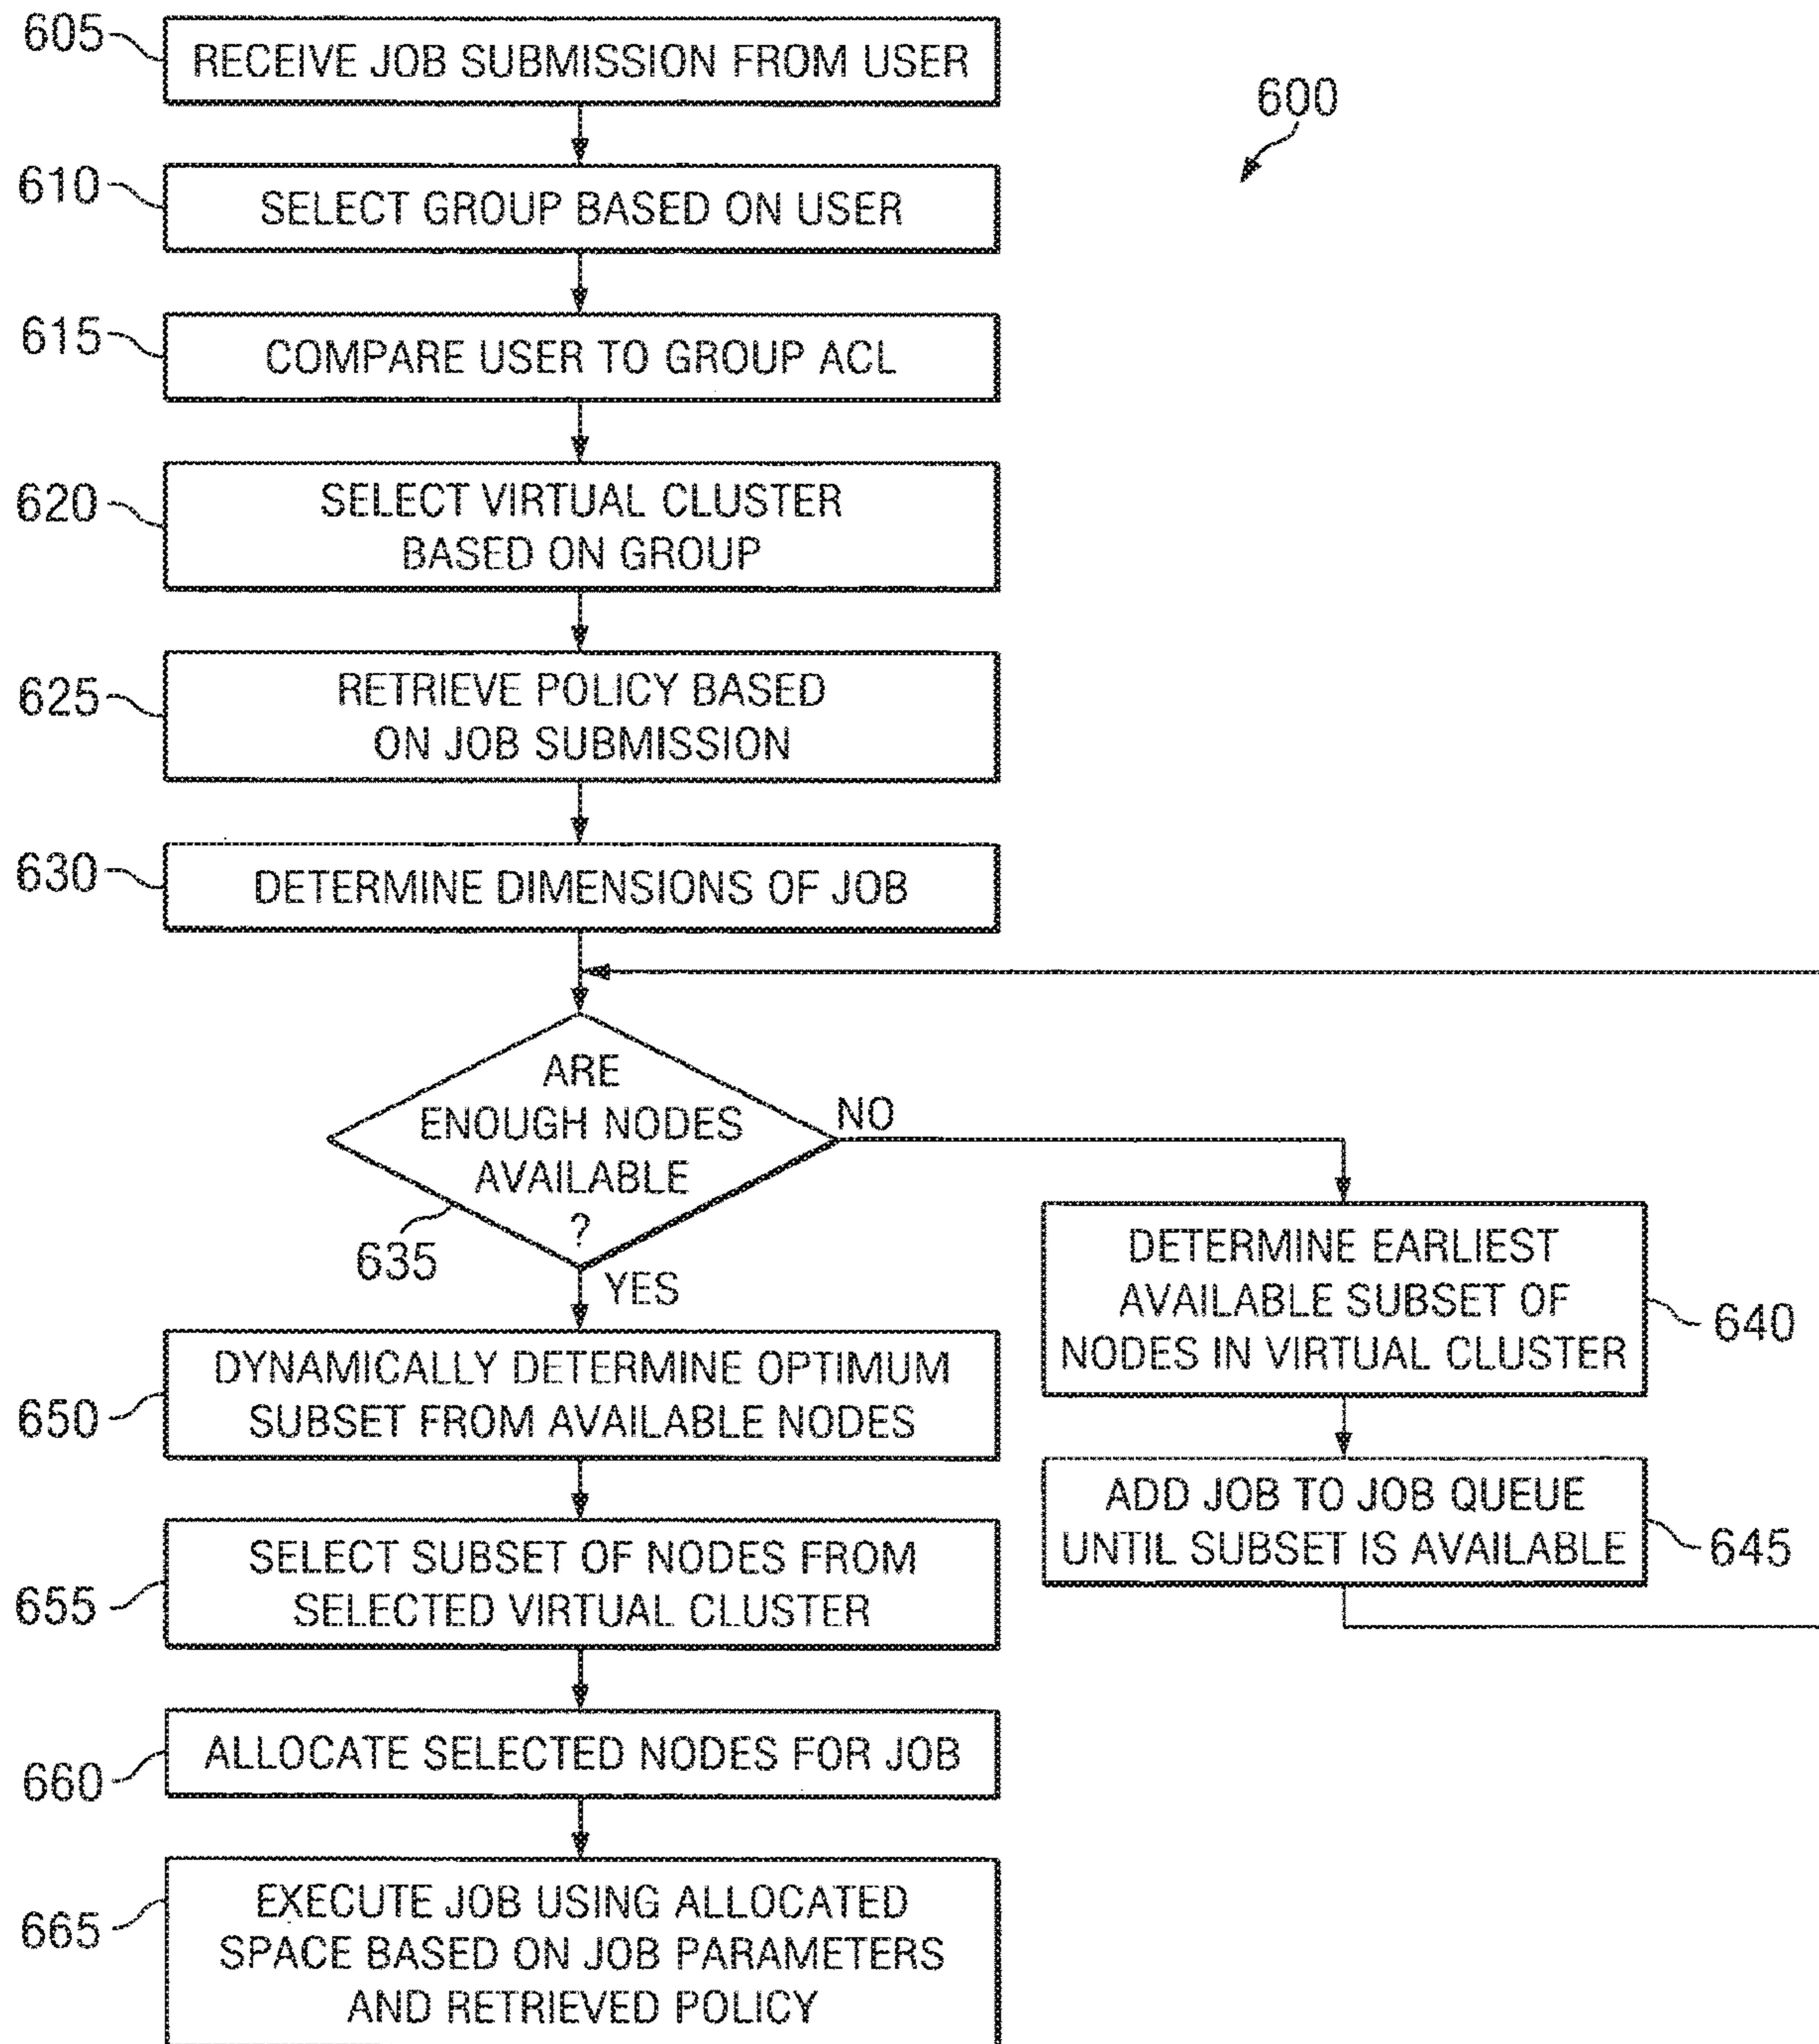 605
RECEIVE JOB SUBMISSION FROM USER
600
610
SELECT GROUP BASED ON USER
615
COMPARE USER TO GROUP ACL
620
SELECT VIRTUAL CLUSTER
BASED ON GROUP
625
RETRIEVE POLICY BASED
ON JOB SUBMISSION
630
DETERMINE DIMENSIONS OF JOB
ARE
ENOUGH NODES
AVAILABLE
?
635
NO
YES
DETERMINE EARLIEST
AVAILABLE SUBSET OF
NODES IN VIRTUAL CLUSTER
640
ADD JOB TO JOB QUEUE
UNTIL SUBSET IS AVAILABLE
645
650
DYNAMICALLY DETERMINE OPTIMUM
SUBSET FROM AVAILABLE NODES
655
SELECT SUBSET OF NODES FROM
SELECTED VIRTUAL CLUSTER
660
ALLOCATE SELECTED NODES FOR JOB
665
EXECUTE JOB USING ALLOCATED
SPACE BASED ON JOB PARAMETERS
AND RETRIEVED POLICY